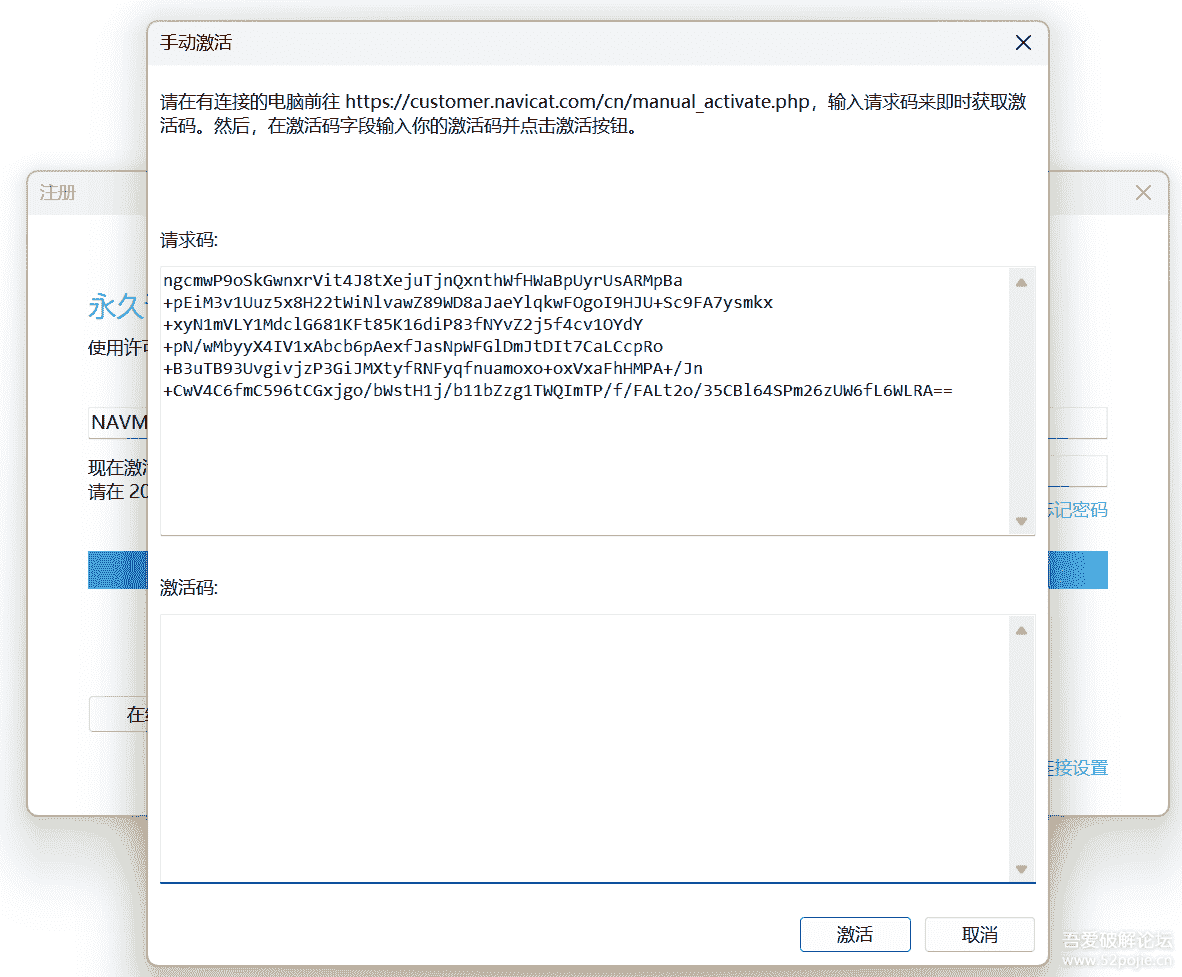 手动激活
请在有连接的电脑前往 https://customer.navicat.com/cn/manual_activate.php，输入请求码来即时获取激
活码。然后，在激活码字段输入你的激活码并点击激活按钮。
注册
请求码:
ngcmwP9oSkGwnxrVit4J8tXejuTjnQxnthWfHWaBpUyrUsARMpBa
+pEiM3v1Uuz5x8H22tWiNlvawZ89WD8aJaeYlqkwFOgoI9HJU+Sc9FA7ysmkx
+xyN1mVLY1MdclG681KFt85K16diP83fNYvZ2j5f4cv1OYdY
+pN/wMbyyX4IV1xAbcb6pAexfJasNpWFGlDmJtDIt7CaLCcpRo
+B3uTB93UvgivjzP3GiJMXtyfRNFyqfnuamoxo+oxVxaFhHMPA+/Jn
+CwV4C6fmC596tCGxjgo/bWstH1j/b11bZzg1TWQImTP/f/FALt2o/35CBl64SPm26zUW6fL6WLRA==
永久
使用许
NAVM
现在激
请在 20
忘记密码
激活码:
在
连接设置
激活
取消
吾爱破解论坛
www.52pojie.cn